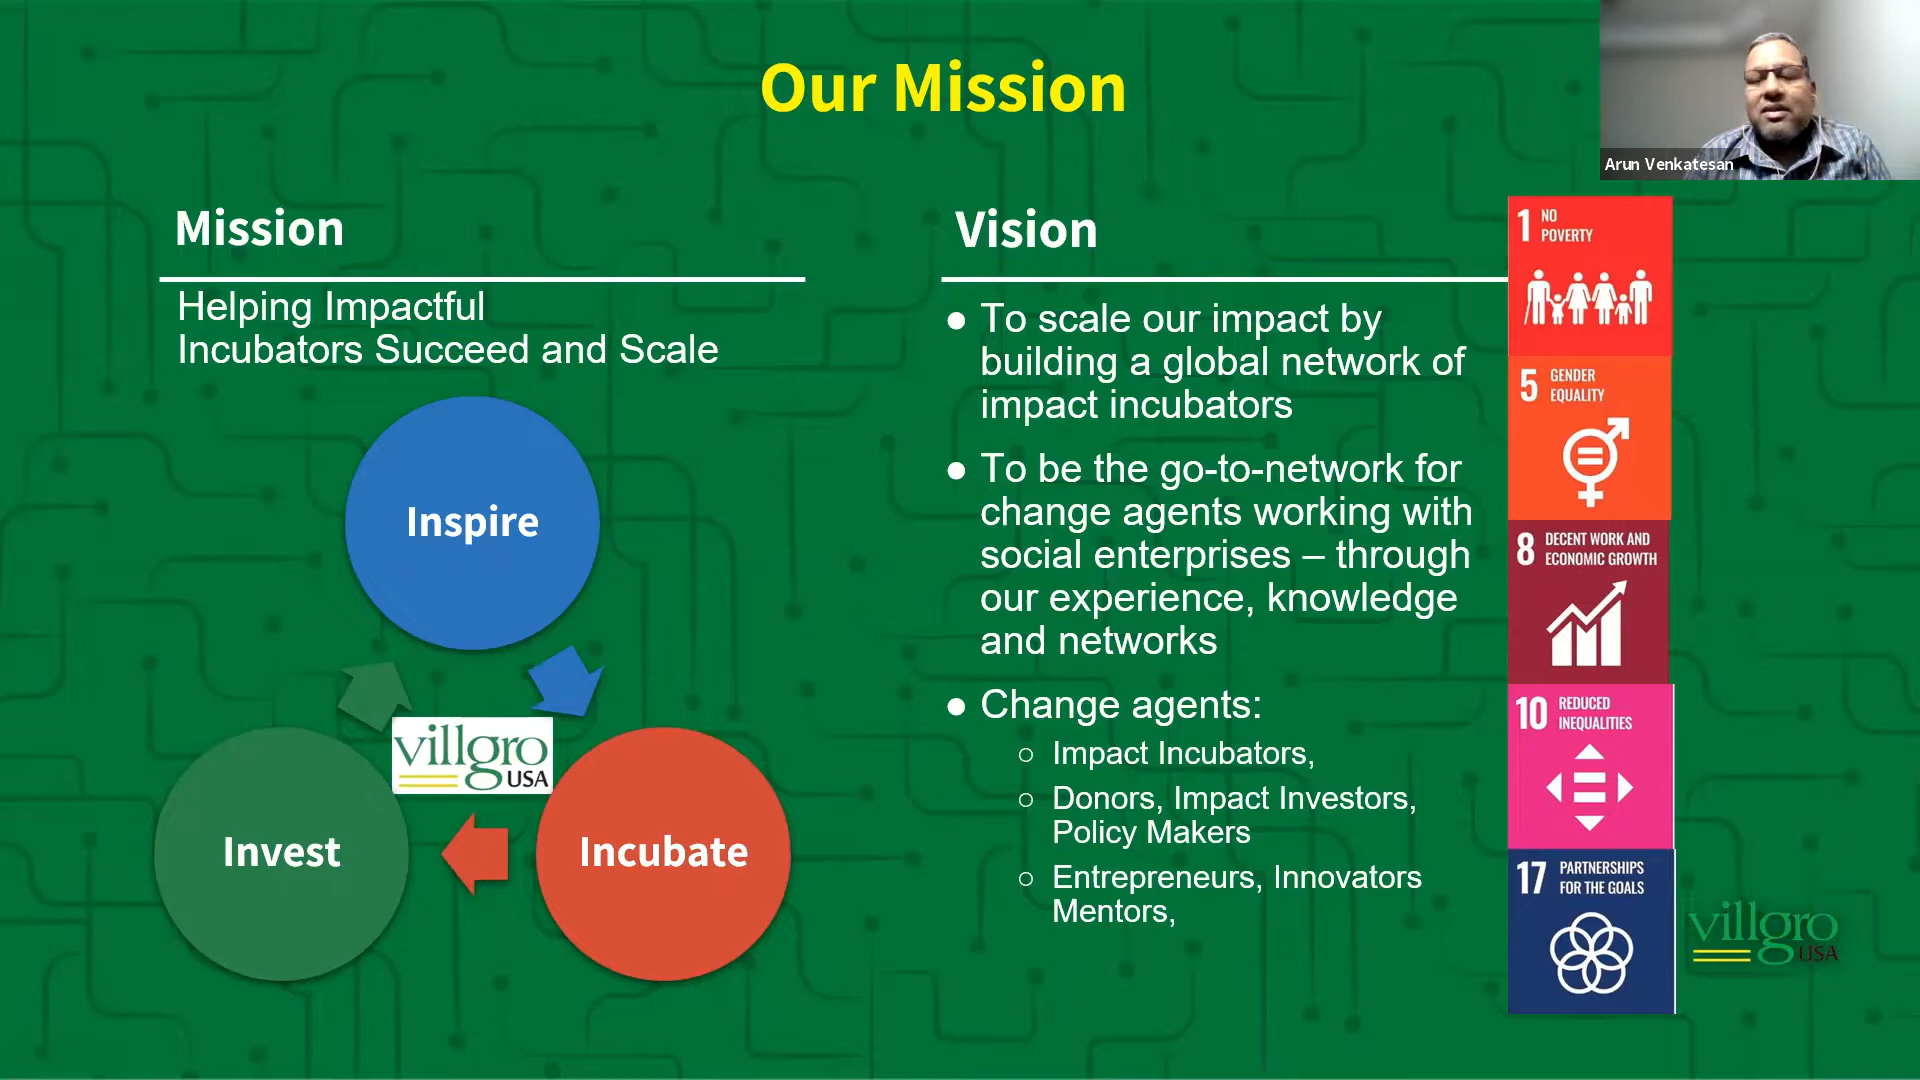 Our Mission
Arun Venkatesan
Mission
Helping Impactful
Incubators Succeed and Scale
Inspire
Incubate
Invest
villgro
USA
Vision
● To scale our impact by
building a global network of
impact incubators
● To be the go-to-network for
change agents working with
social enterprises – through
our experience, knowledge
and networks
● Change agents:
○ Impact Incubators,
○ Donors, Impact Investors,
Policy Makers
○ Entrepreneurs, Innovators
Mentors,
1 NO
POVERTY
5 GENDER
EQUALITY
8 DECENT WORK AND
ECONOMIC GROWTH
10 REDUCED
INEQUALITIES
17 PARTNERSHIPS
FOR THE GOALS
villgro
USA